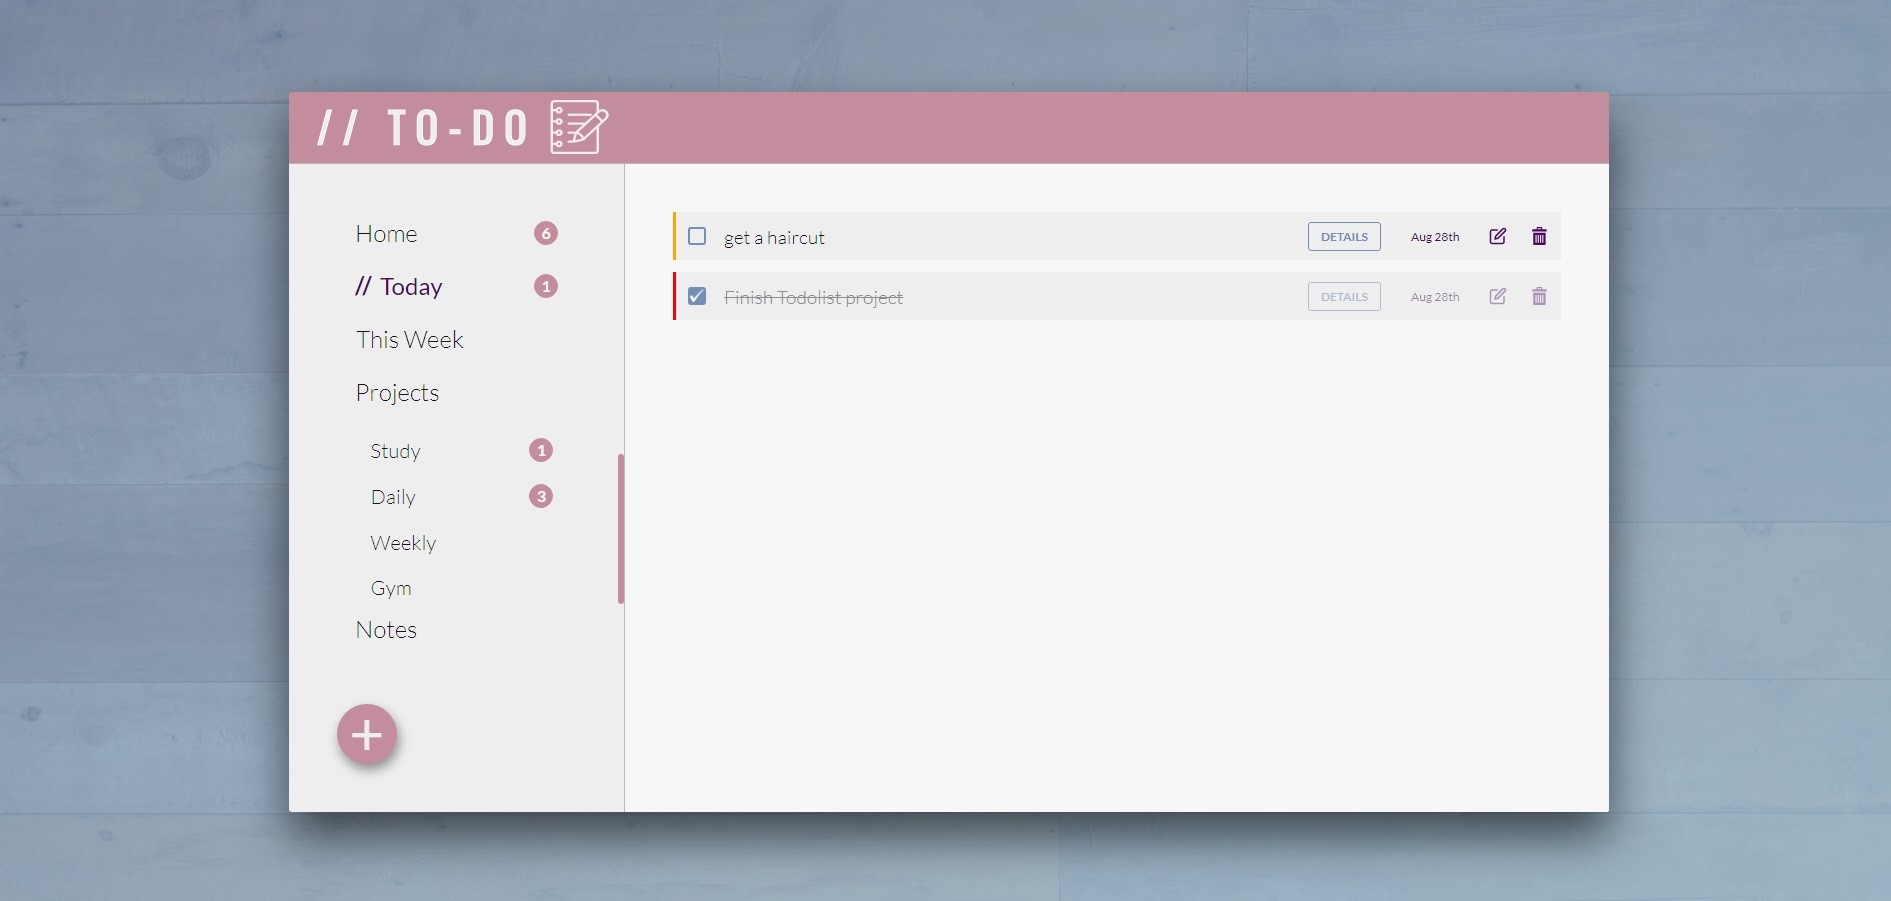 // TO-DO
Home 6
// Today 1
This Week
Projects
Study 1
Daily 3
Weekly
Gym
Notes
+
get a haircut DETAILS Aug 28th
Finish Todolist project DETAILS Aug 28th